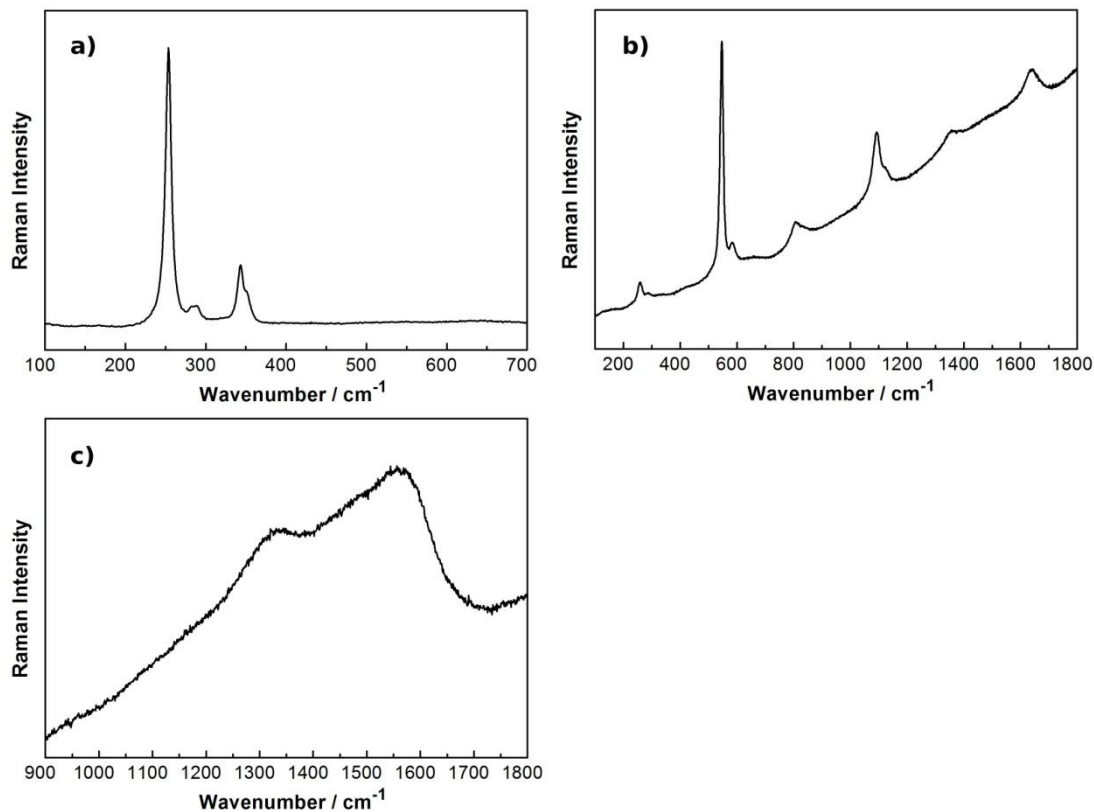 a)
Raman Intensity
100 200 300 400 500 600 700
Wavenumber / cm⁻¹
b)
Raman Intensity
200 400 600 800 1000 1200 1400 1600 1800
Wavenumber / cm⁻¹
c)
Raman Intensity
900 1000 1100 1200 1300 1400 1500 1600 1700 1800
Wavenumber / cm⁻¹